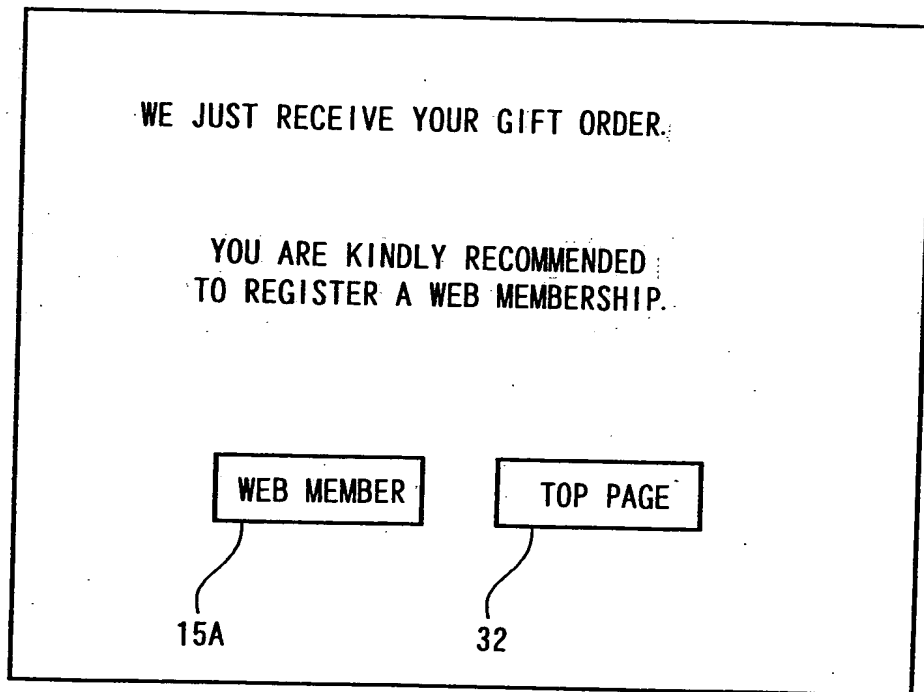 WE JUST RECEIVE YOUR GIFT ORDER.
YOU ARE KINDLY RECOMMENDED
TO REGISTER A WEB MEMBERSHIP.
WEB MEMBER
TOP PAGE
15A
32